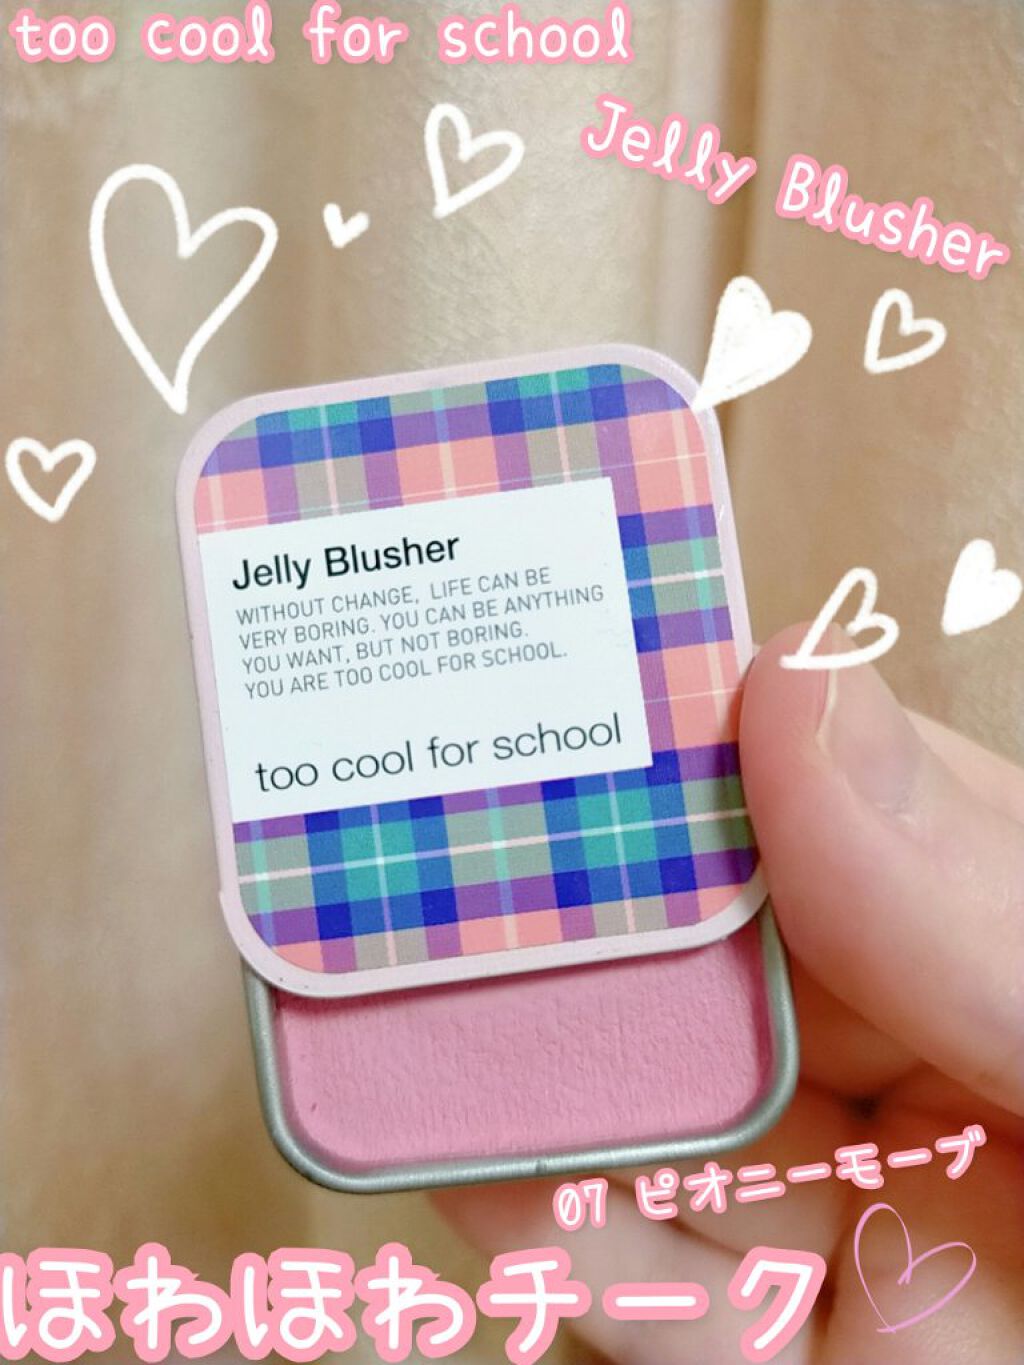 too cool for school
Jelly Blusher
Jelly Blusher
WITHOUT CHANGE, LIFE CAN BE
VERY BORING. YOU CAN BE ANYTHING
YOU WANT, BUT NOT BORING.
YOU ARE TOO COOL FOR SCHOOL.
too cool for school
07 ピオニーモーブ
ほわほわチーク